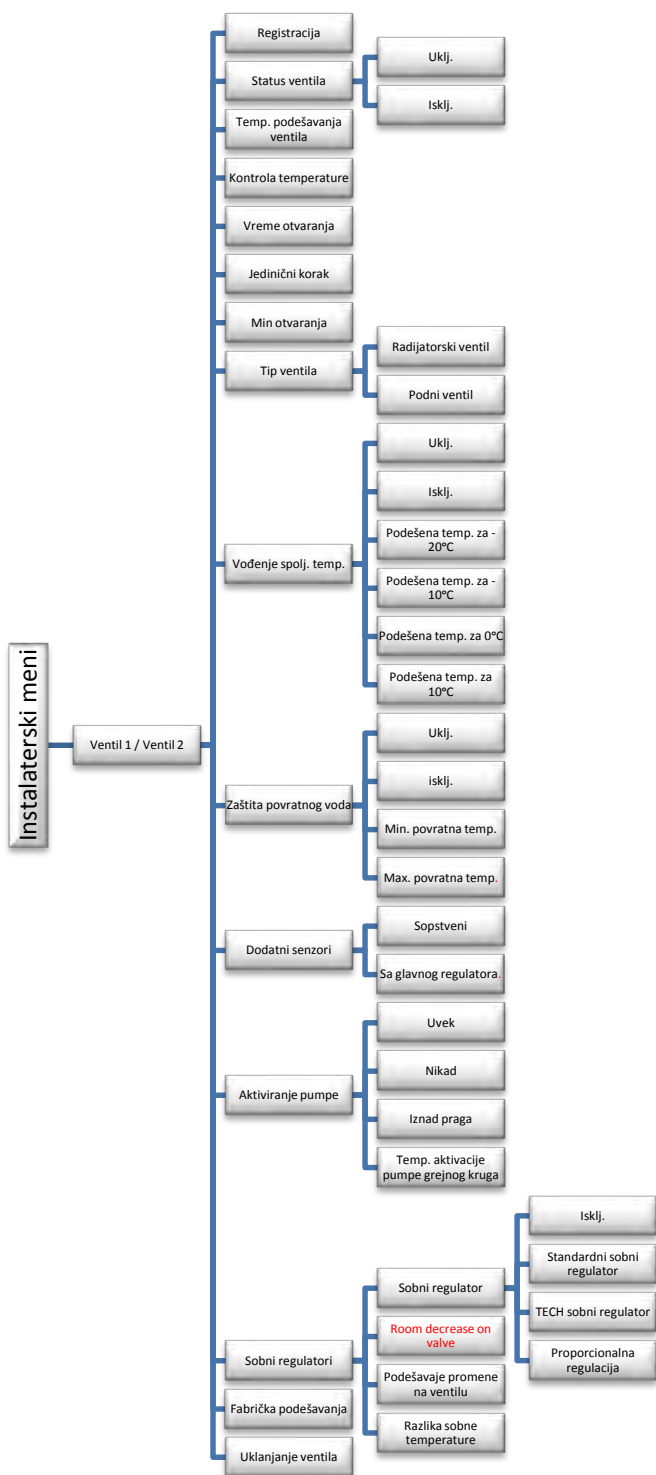 Instalaterski meni
Ventil 1 / Ventil 2
Registracija
Status ventila
Uklj.
Isklj.
Temp. podešavanja
ventila
Kontrola temperature
Vreme otvaranja
Jedinični korak
Min otvaranja
Tip ventila
Radijatorski ventil
Podni ventil
Vođenje spolj. temp.
Uklj.
Isklj.
Podešena temp. za -
20°C
Podešena temp. za -
10°C
Podešena temp. za 0°C
Podešena temp. za
10°C
Zaštita povratnog voda
Uklj.
isklj.
Min. povratna temp.
Max. povratna temp.
Dodatni senzori
Sopstveni
Sa glavnog regulatora.
Aktiviranje pumpe
Uvek
Nikad
Iznad praga
Temp. aktivacije
pumpe grejnog kruga
Sobni regulatori
Sobni regulator
Isklj.
Standardni sobni
regulator
TECH sobni regulator
Proporcionalna
regulacija
Room decrease on
valve
Podešavaje promene
na ventilu
Razlika sobne
temperature
Fabrička podešavanja
Uklanjanje ventila